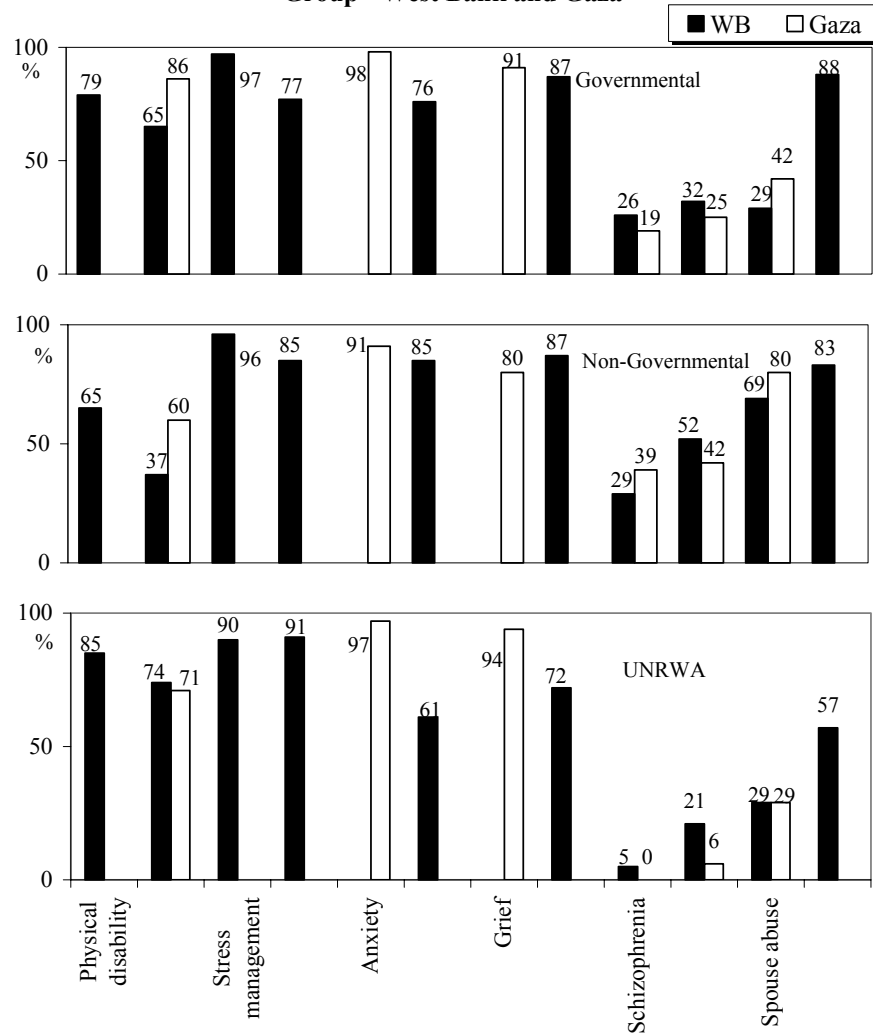 Group - West Bank and Gaza
WB Gaza
100
%
50
0
79 65 86 97 77 98 76 91 87 26 19 32 25 29 42 88
Governmental
100
%
50
0
65 37 60 96 85 91 85 80 87 29 39 52 42 69 80 83
Non-Governmental
100
%
50
0
85 74 71 90 91 97 61 94 72 5 0 21 6 29 29 57
UNRWA
Physical
disability
Stress
management
Anxiety
Grief
Schizophrenia
Spouse abuse